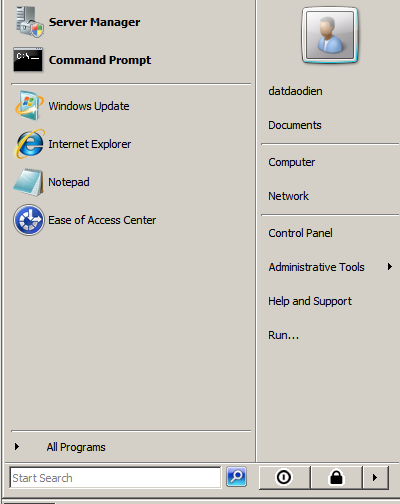 Server Manager
C:\_
Command Prompt
Windows Update
Internet Explorer
Notepad
Ease of Access Center
All Programs
Start Search
datdaodien
Documents
Computer
Network
Control Panel
Administrative Tools
Help and Support
Run...